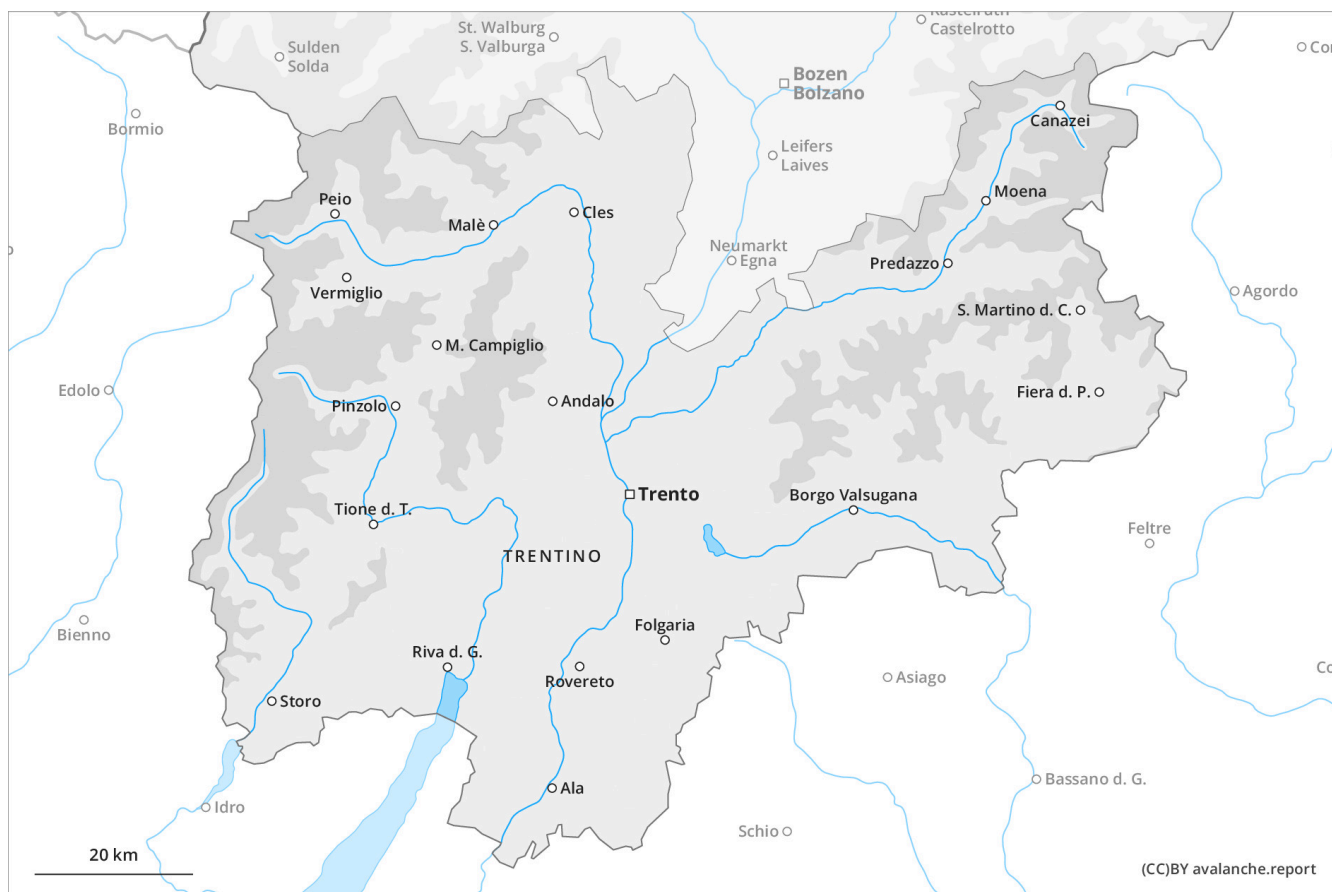 St. Walburg
S. Valburga
Castelrotto
Sulden
Solda
Bozen
Bolzano
Canazei
Bormio
Leifers
Laives
Moena
Peio
Malè
Cles
Neumarkt
Egna
Predazzo
Vermiglio
Agordo
S. Martino d. C.
M. Campiglio
Edolo
Pinzolo
Andalo
Fiera d. P.
Trento
Borgo Valsugana
Tione d. T.
Feltre
TRENTINO
Bienno
Folgaria
Riva d. G.
Rovereto
Asiago
Storo
Idro
Ala
Bassano d. G.
Schio
20 km
(CC)BY avalanche.report